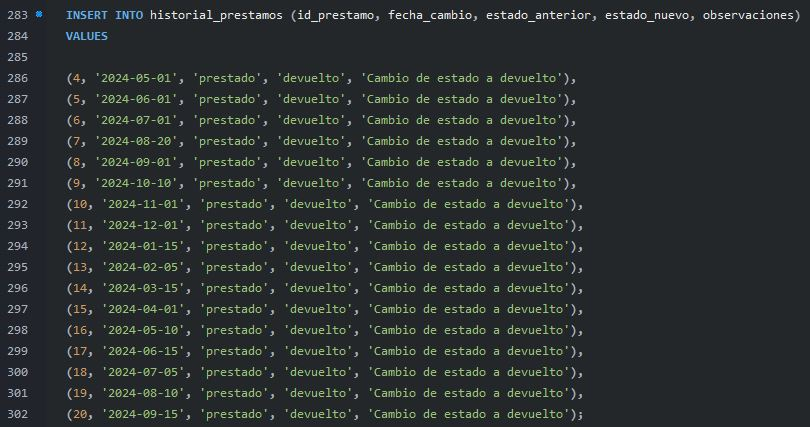 283 INSERT INTO historial_prestamos (id_prestamo, fecha_cambio, estado_anterior, estado_nuevo, observaciones)
284 VALUES
285
286 (4, '2024-05-01', 'prestado', 'devuelto', 'Cambio de estado a devuelto'),
287 (5, '2024-06-01', 'prestado', 'devuelto', 'Cambio de estado a devuelto'),
288 (6, '2024-07-01', 'prestado', 'devuelto', 'Cambio de estado a devuelto'),
289 (7, '2024-08-20', 'prestado', 'devuelto', 'Cambio de estado a devuelto'),
290 (8, '2024-09-01', 'prestado', 'devuelto', 'Cambio de estado a devuelto'),
291 (9, '2024-10-10', 'prestado', 'devuelto', 'Cambio de estado a devuelto'),
292 (10, '2024-11-01', 'prestado', 'devuelto', 'Cambio de estado a devuelto'),
293 (11, '2024-12-01', 'prestado', 'devuelto', 'Cambio de estado a devuelto'),
294 (12, '2024-01-15', 'prestado', 'devuelto', 'Cambio de estado a devuelto'),
295 (13, '2024-02-05', 'prestado', 'devuelto', 'Cambio de estado a devuelto'),
296 (14, '2024-03-15', 'prestado', 'devuelto', 'Cambio de estado a devuelto'),
297 (15, '2024-04-01', 'prestado', 'devuelto', 'Cambio de estado a devuelto'),
298 (16, '2024-05-10', 'prestado', 'devuelto', 'Cambio de estado a devuelto'),
299 (17, '2024-06-15', 'prestado', 'devuelto', 'Cambio de estado a devuelto'),
300 (18, '2024-07-05', 'prestado', 'devuelto', 'Cambio de estado a devuelto'),
301 (19, '2024-08-10', 'prestado', 'devuelto', 'Cambio de estado a devuelto'),
302 (20, '2024-09-15', 'prestado', 'devuelto', 'Cambio de estado a devuelto');